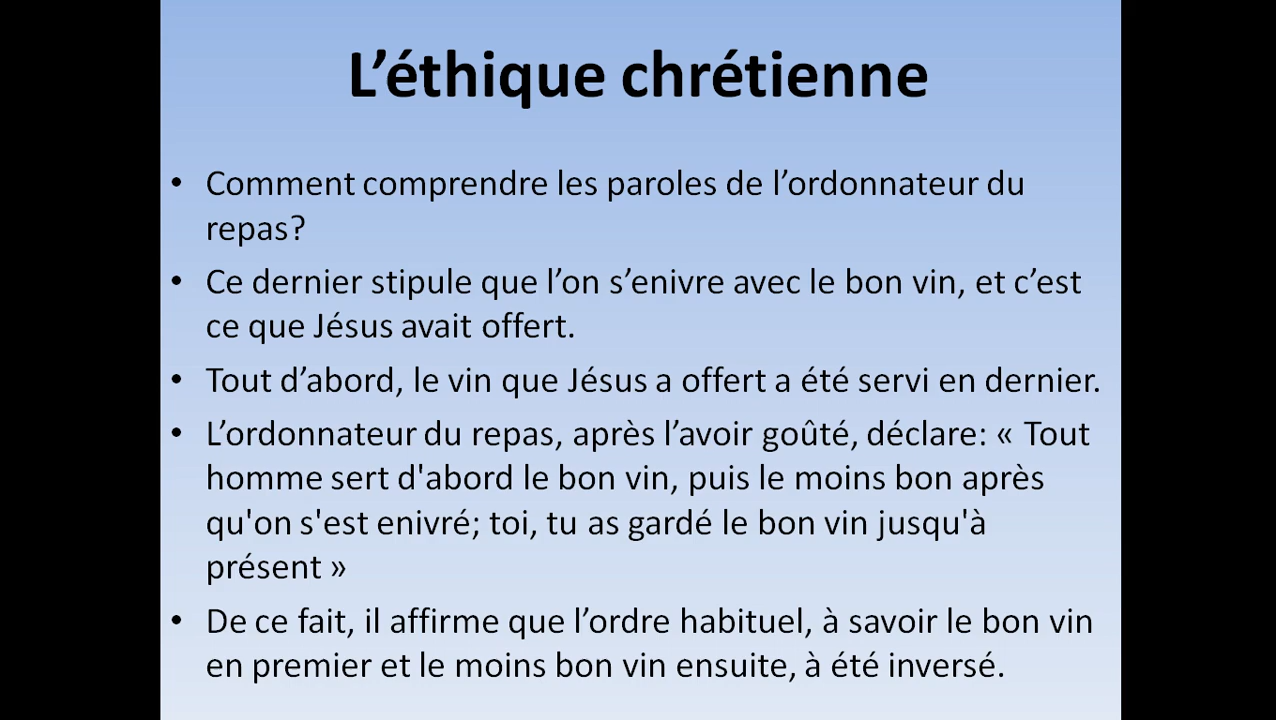 L’éthique chrétienne
• Comment comprendre les paroles de l’ordonnateur du
repas?
• Ce dernier stipule que l’on s’enivre avec le bon vin, et c’est
ce que Jésus avait offert.
• Tout d’abord, le vin que Jésus a offert a été servi en dernier.
• L’ordonnateur du repas, après l’avoir goûté, déclare: « Tout
homme sert d'abord le bon vin, puis le moins bon après
qu'on s'est enivré; toi, tu as gardé le bon vin jusqu'à
présent »
• De ce fait, il affirme que l’ordre habituel, à savoir le bon vin
en premier et le moins bon vin ensuite, à été inversé.